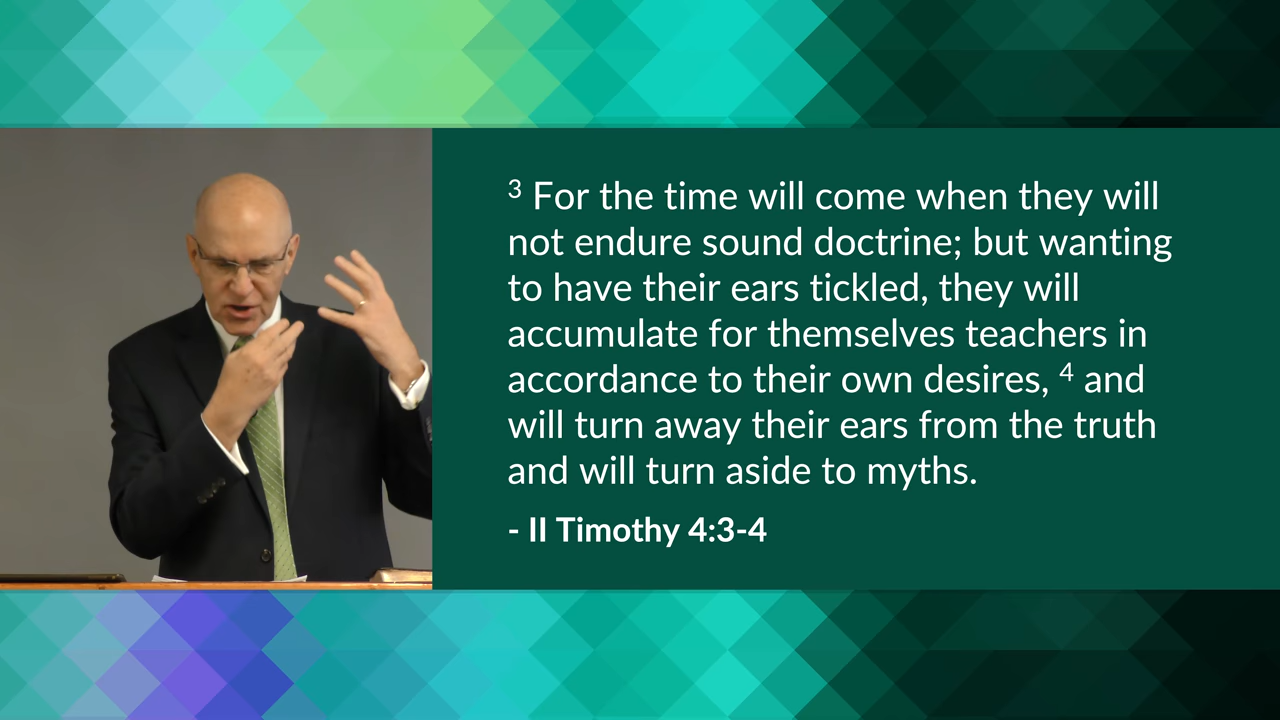 3 For the time will come when they will
not endure sound doctrine; but wanting
to have their ears tickled, they will
accumulate for themselves teachers in
accordance to their own desires, 4 and
will turn away their ears from the truth
and will turn aside to myths.
- II Timothy 4:3-4